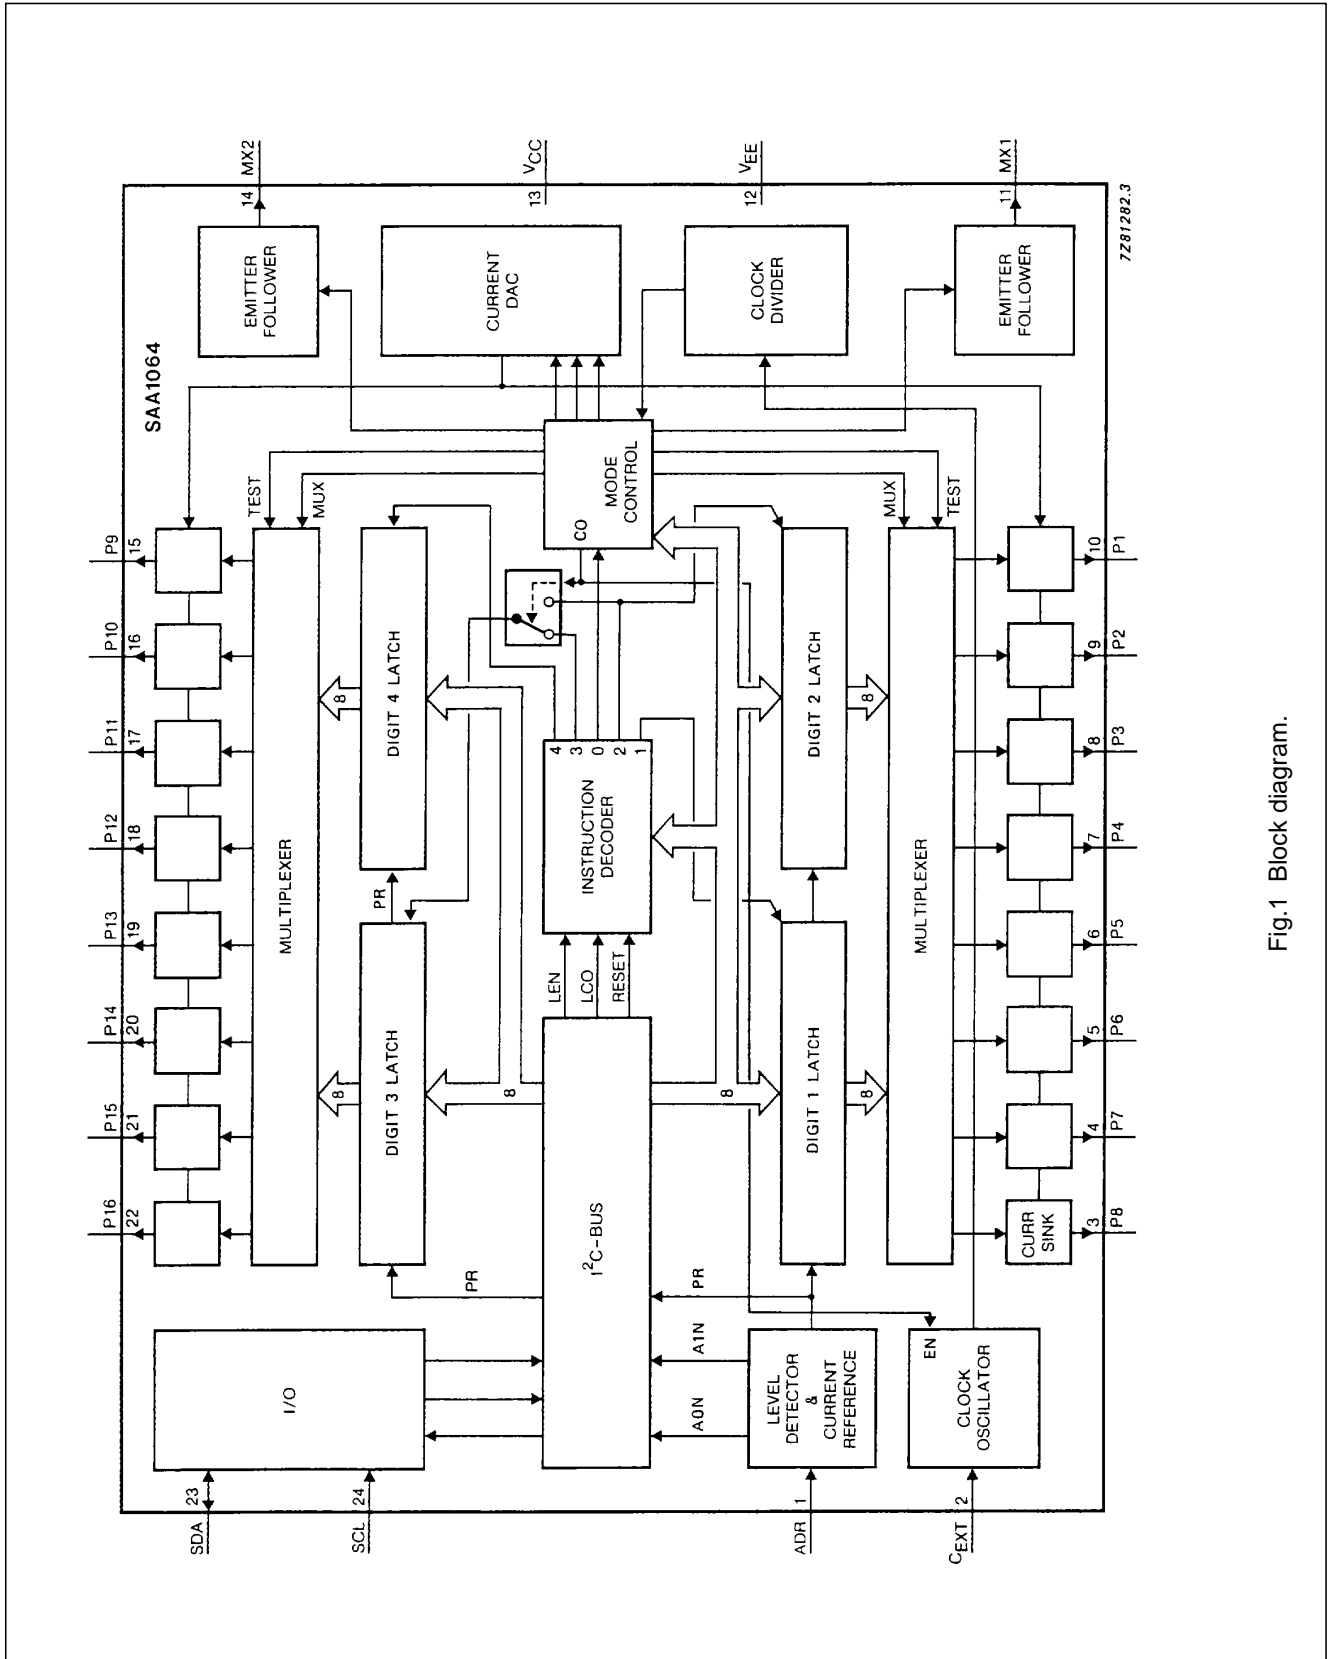 SAA1064
P16
P15
P14
P13
P12
P11
P10
P9
22
21
20
19
18
17
16
15
SDA
23
SCL
24
I/O
MULTIPLEXER
TEST
MUX
8
8
DIGIT 3 LATCH
PR
DIGIT 4 LATCH
PR
8
I²C-BUS
LEN
LCO
RESET
INSTRUCTION
DECODER
4
3
0
2
1
CO
MODE
CONTROL
EMITTER
FOLLOWER
14
MX2
CURRENT
DAC
13
VCC
CLOCK
DIVIDER
12
VEE
EMITTER
FOLLOWER
11
MX1
A0N
A1N
PR
8
ADR
1
LEVEL
DETECTOR
&
CURRENT
REFERENCE
DIGIT 1 LATCH
DIGIT 2 LATCH
8
8
MUX
TEST
MULTIPLEXER
CEXT
2
EN
CLOCK
OSCILLATOR
CURR
SINK
3
4
5
6
7
8
9
10
P8
P7
P6
P5
P4
P3
P2
P1
7Z81282.3
Fig.1 Block diagram.